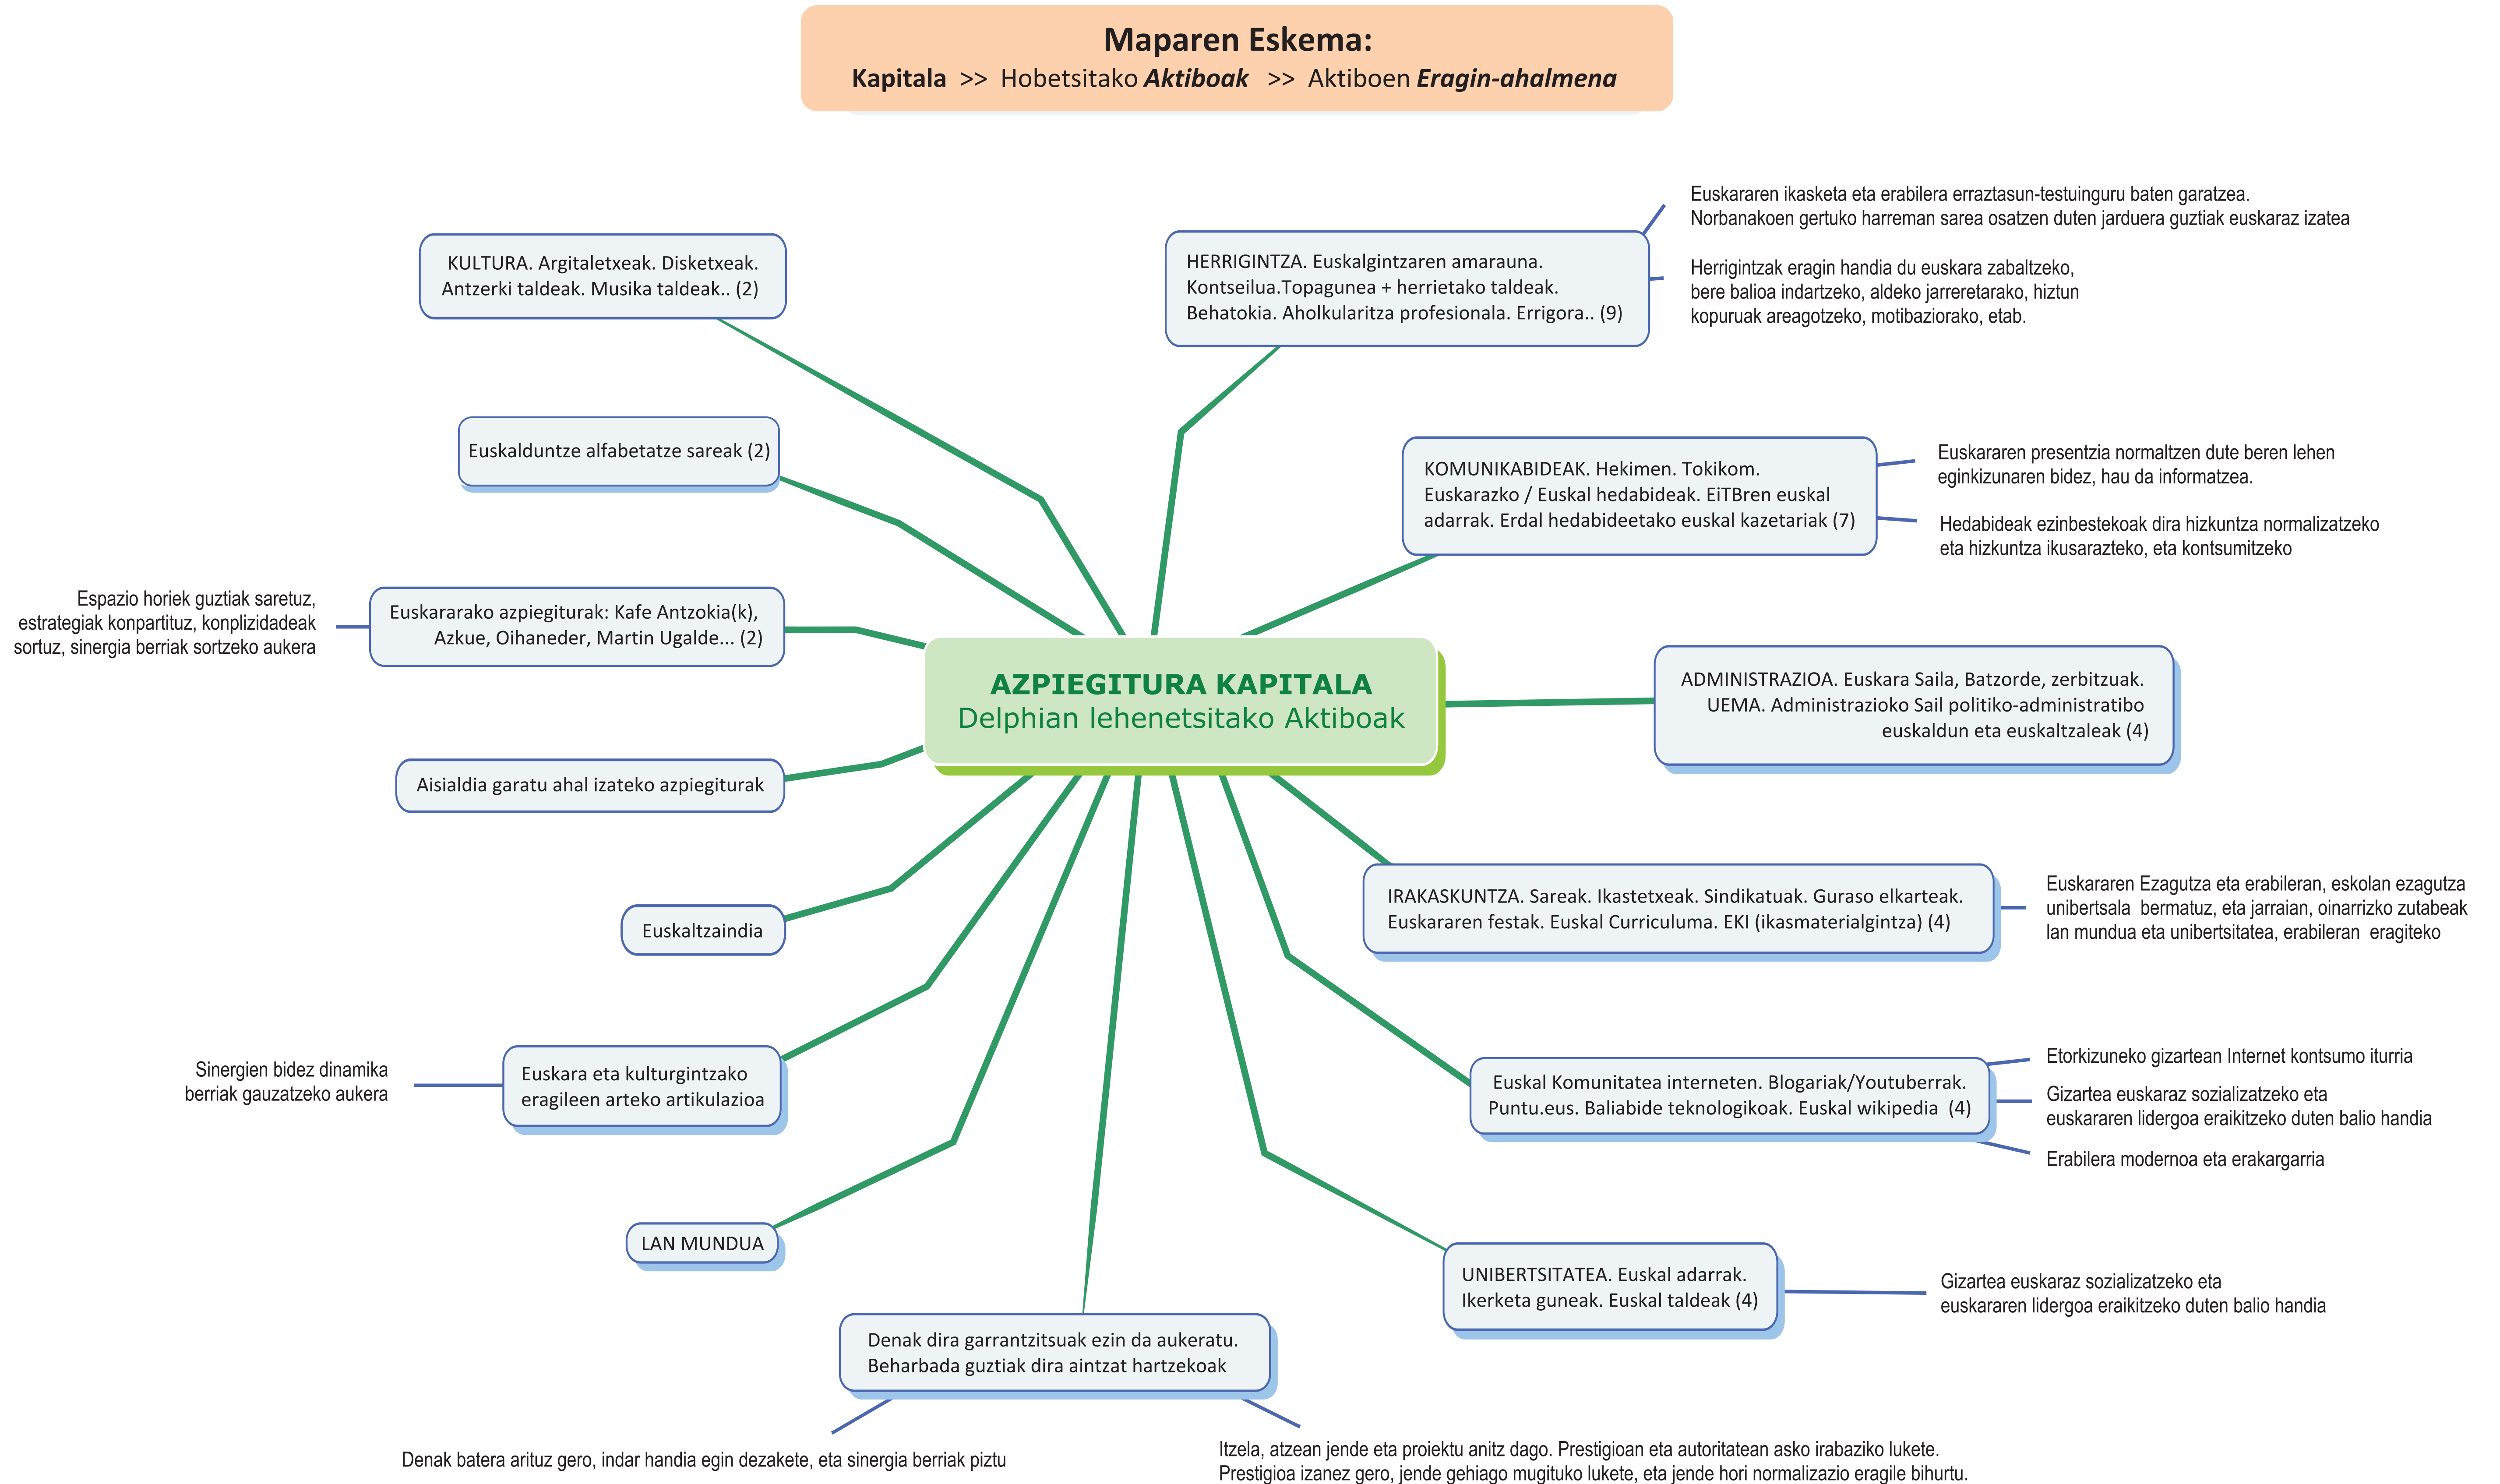 Maparen Eskema:
Kapitala >> Hobetsitako Aktiboak >> Aktiboen Eragin-ahalmena
KULTURA. Argitaletxeak. Disketxeak.
Antzerki taldeak. Musika taldeak.. (2)
HERRIGINTZA. Euskalgintzaren amarauna.
Kontseilua.Topagunea + herrietako taldeak.
Behatokia. Aholkularitza profesionala. Errigora.. (9)
Euskararen ikasketa eta erabilera erraztasun-testuinguru baten garatzea.
Norbanakoen gertuko harreman sarea osatzen duten jarduera guztiak euskaraz izatea
Herrigintzak eragin handia du euskara zabaltzeko,
bere balioa indartzeko, aldeko jarreretarako, hiztun
kopuruak areagotzeko, motibaziorako, etab.
Euskalduntze alfabetatze sareak (2)
KOMUNIKABIDEAK. Hekimen. Tokikom.
Euskarazko / Euskal hedabideak. EiTBren euskal
adarrak. Erdal hedabideetako euskal kazetariak (7)
Euskararen presentzia normaltzen dute beren lehen
eginkizunaren bidez, hau da informatzea.
Hedabideak ezinbestekoak dira hizkuntza normalizatzeko
eta hizkuntza ikusarazteko, eta kontsumitzeko
Espazio horiek guztiak saretuz,
estrategiak konpartituz, konplizidadeak
sortuz, sinergia berriak sortzeko aukera
Euskararako azpiegiturak: Kafe Antzokia(k),
Azkue, Oihaneder, Martin Ugalde... (2)
AZPIEGITURA KAPITALA
Delphian lehenetsitako Aktiboak
ADMINISTRAZIOA. Euskara Saila, Batzorde, zerbitzuak.
UEMA. Administrazioko Sail politiko-administratibo
euskaldun eta euskaltzaleak (4)
Aisialdia garatu ahal izateko azpiegiturak
Euskaltzaindia
IRAKASKUNTZA. Sareak. Ikastetxeak. Sindikatuak. Guraso elkarteak.
Euskararen festak. Euskal Curriculuma. EKI (ikasmaterialgintza) (4)
Euskararen Ezagutza eta erabileran, eskolan ezagutza
unibertsala bermatuz, eta jarraian, oinarrizko zutabeak
lan mundua eta unibertsitatea, erabileran eragiteko
Sinergien bidez dinamika
berriak gauzatzeko aukera
Euskara eta kulturgintzako
eragileen arteko artikulazioa
Euskal Komunitatea interneten. Blogariak/Youtuberrak.
Puntu.eus. Baliabide teknologikoak. Euskal wikipedia (4)
Etorkizuneko gizartean Internet kontsumo iturria
Gizartea euskaraz sozializatzeko eta
euskararen lidergoa eraikitzeko duten balio handia
Erabilera modernoa eta erakargarria
LAN MUNDUA
UNIBERTSITATEA. Euskal adarrak.
Ikerketa guneak. Euskal taldeak (4)
Gizartea euskaraz sozializatzeko eta
euskararen lidergoa eraikitzeko duten balio handia
Denak dira garrantzitsuak ezin da aukeratu.
Beharbada guztiak dira aintzat hartzekoak
Denak batera arituz gero, indar handia egin dezakete, eta sinergia berriak piztu
Itzela, atzean jende eta proiektu anitz dago. Prestigioan eta autoritatean asko irabaziko lukete.
Prestigioa izanez gero, jende gehiago mugituko lukete, eta jende hori normalizazio eragile bihurtu.